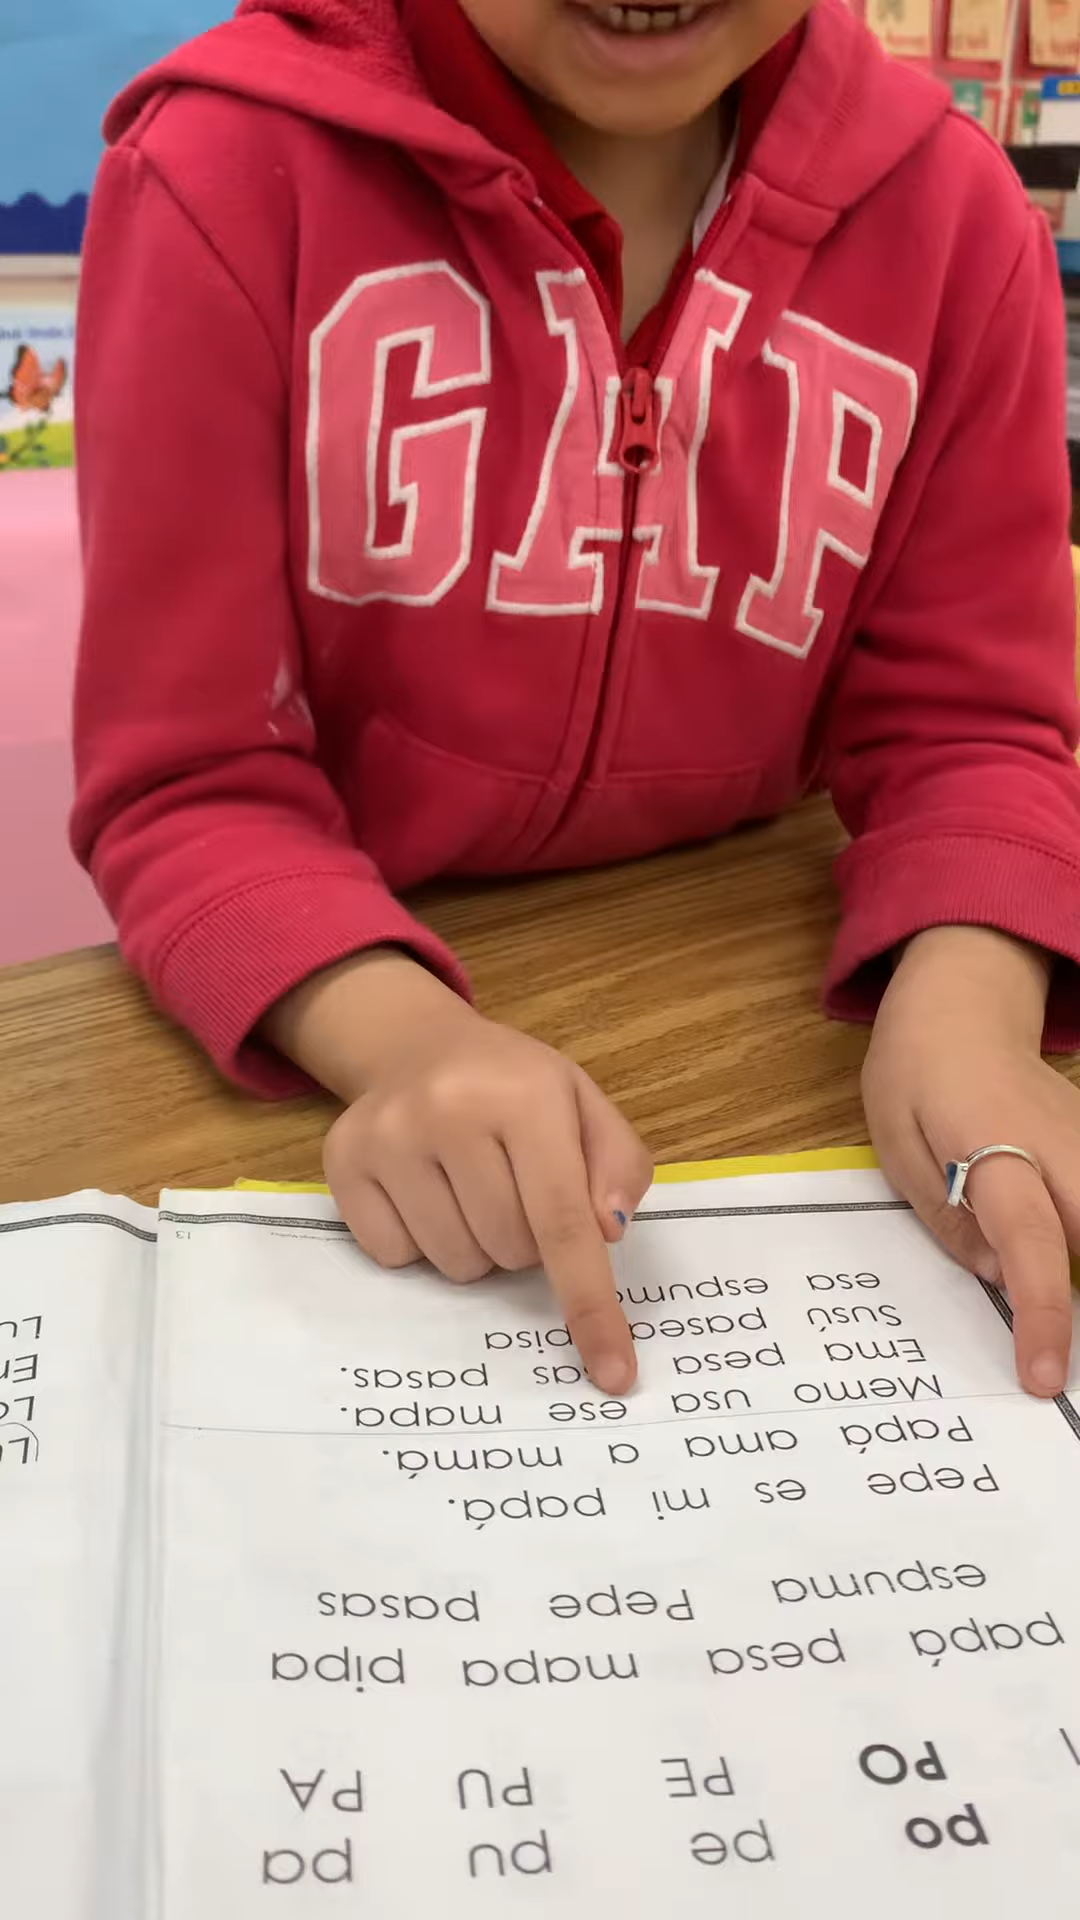 GAP
po pe pu pa
PO PE PU PA
papá pesa mapa pipa
espuma Pepe pasas
Pepe es mi papá.
Papá ama a mamá.
Memo usa ese mapa.
Ema pesa pasas.
Susú pasea pisa
esa
13